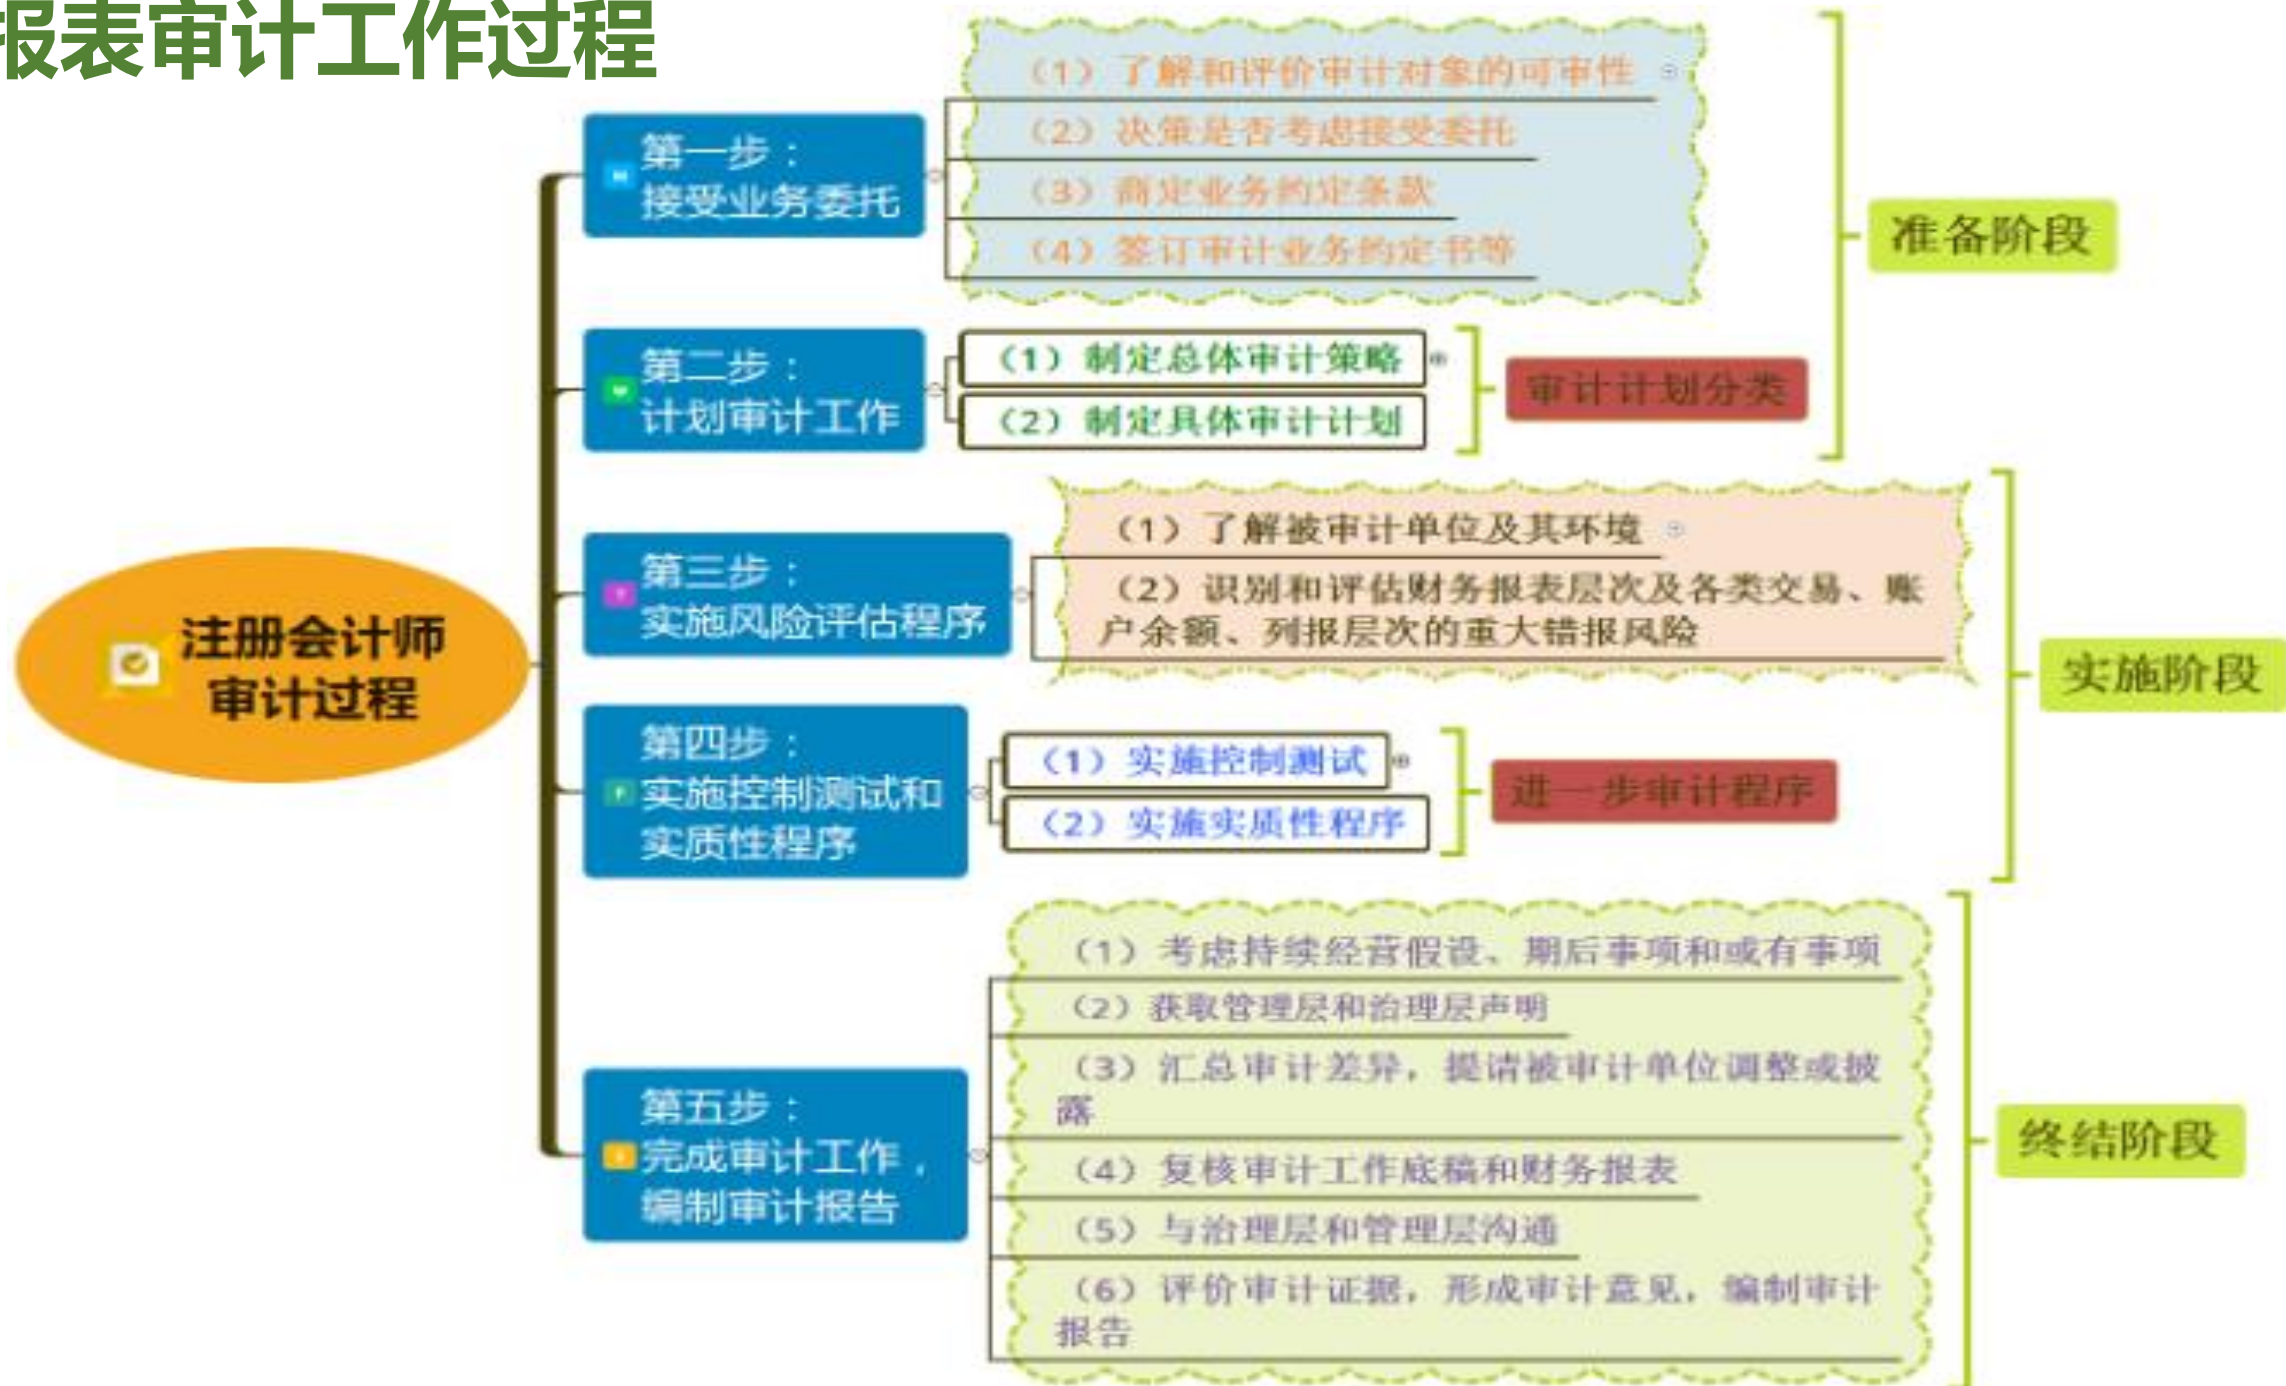 报表审计工作过程
注册会计师
审计过程
第一步：
接受业务委托
（1）了解和评价审计对象的可审性
（2）决策是否考虑接受委托
（3）商定业务约定条款
（4）签订审计业务约定书等
第二步：
计划审计工作
（1）制定总体审计策略
（2）制定具体审计计划
审计计划分类
准备阶段
第三步：
实施风险评估程序
（1）了解被审计单位及其环境
（2）识别和评估财务报表层次及各类交易、账
户余额、列报层次的重大错报风险
第四步：
实施控制测试和
实质性程序
（1）实施控制测试
（2）实施实质性程序
进一步审计程序
实施阶段
第五步：
完成审计工作，
编制审计报告
（1）考虑持续经营假设、期后事项和或有事项
（2）获取管理层和治理层声明
（3）汇总审计差异，提请被审计单位调整或披
露
（4）复核审计工作底稿和财务报表
（5）与治理层和管理层沟通
（6）评价审计证据，形成审计意见，编制审计
报告
终结阶段